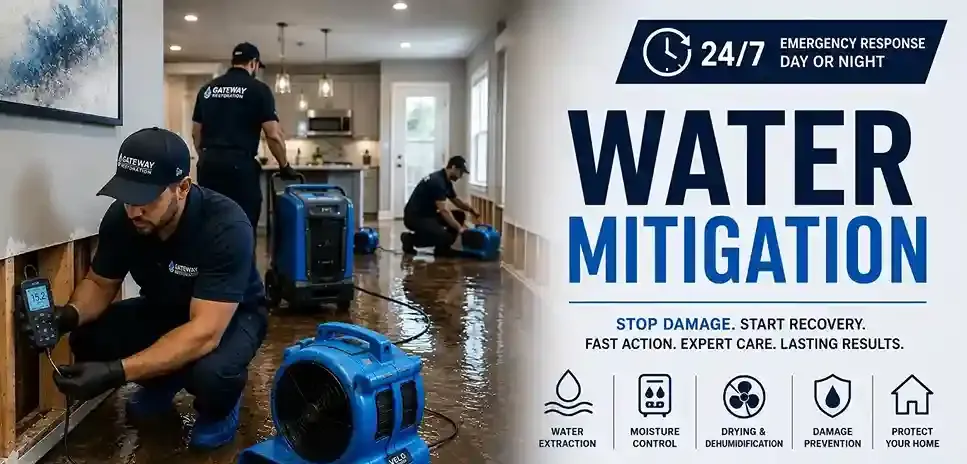 24/7
EMERGENCY RESPONSE
DAY OR NIGHT
WATER
MITIGATION
STOP DAMAGE. START RECOVERY.
FAST ACTION. EXPERT CARE. LASTING RESULTS.
WATER
EXTRACTION
MOISTURE
CONTROL
DRYING &
DEHUMIDIFICATION
DAMAGE
PREVENTION
PROTECT
YOUR HOME
GATEWAY
RESTORATION
GATEWAY
RESTORATION
GATEWAY
RESTORATION
15.2
VELO